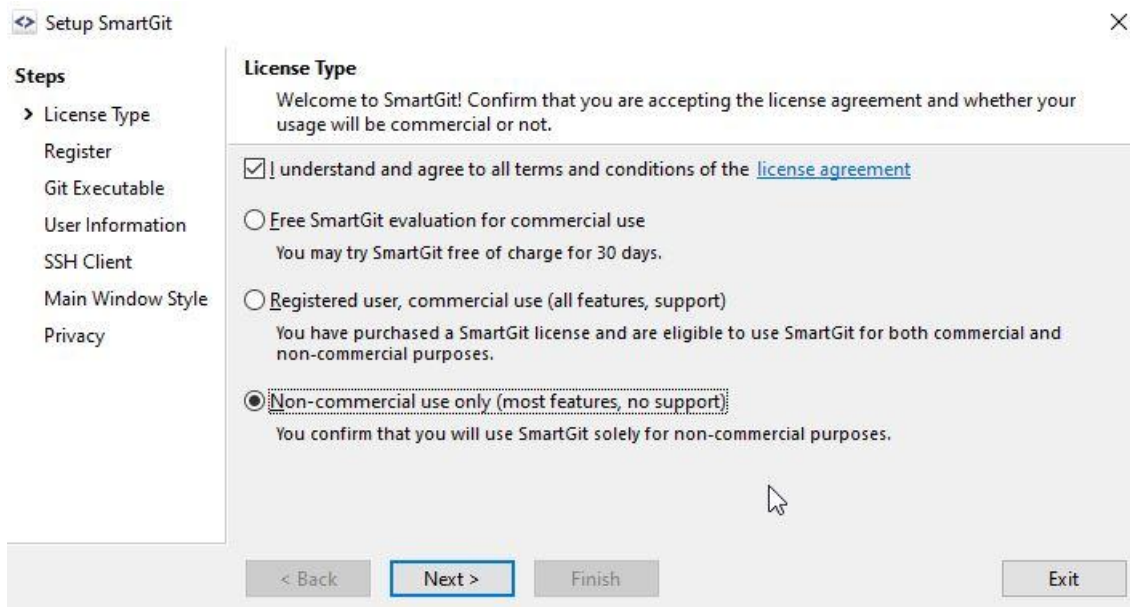 Setup SmartGit
Steps
License Type
Register
Git Executable
User Information
SSH Client
Main Window Style
Privacy
License Type
Welcome to SmartGit! Confirm that you are accepting the license agreement and whether your
usage will be commercial or not.
I understand and agree to all terms and conditions of the license agreement
Free SmartGit evaluation for commercial use
You may try SmartGit free of charge for 30 days.
Registered user, commercial use (all features, support)
You have purchased a SmartGit license and are eligible to use SmartGit for both commercial and
non-commercial purposes.
Non-commercial use only (most features, no support)
You confirm that you will use SmartGit solely for non-commercial purposes.
< Back
Next >
Finish
Exit